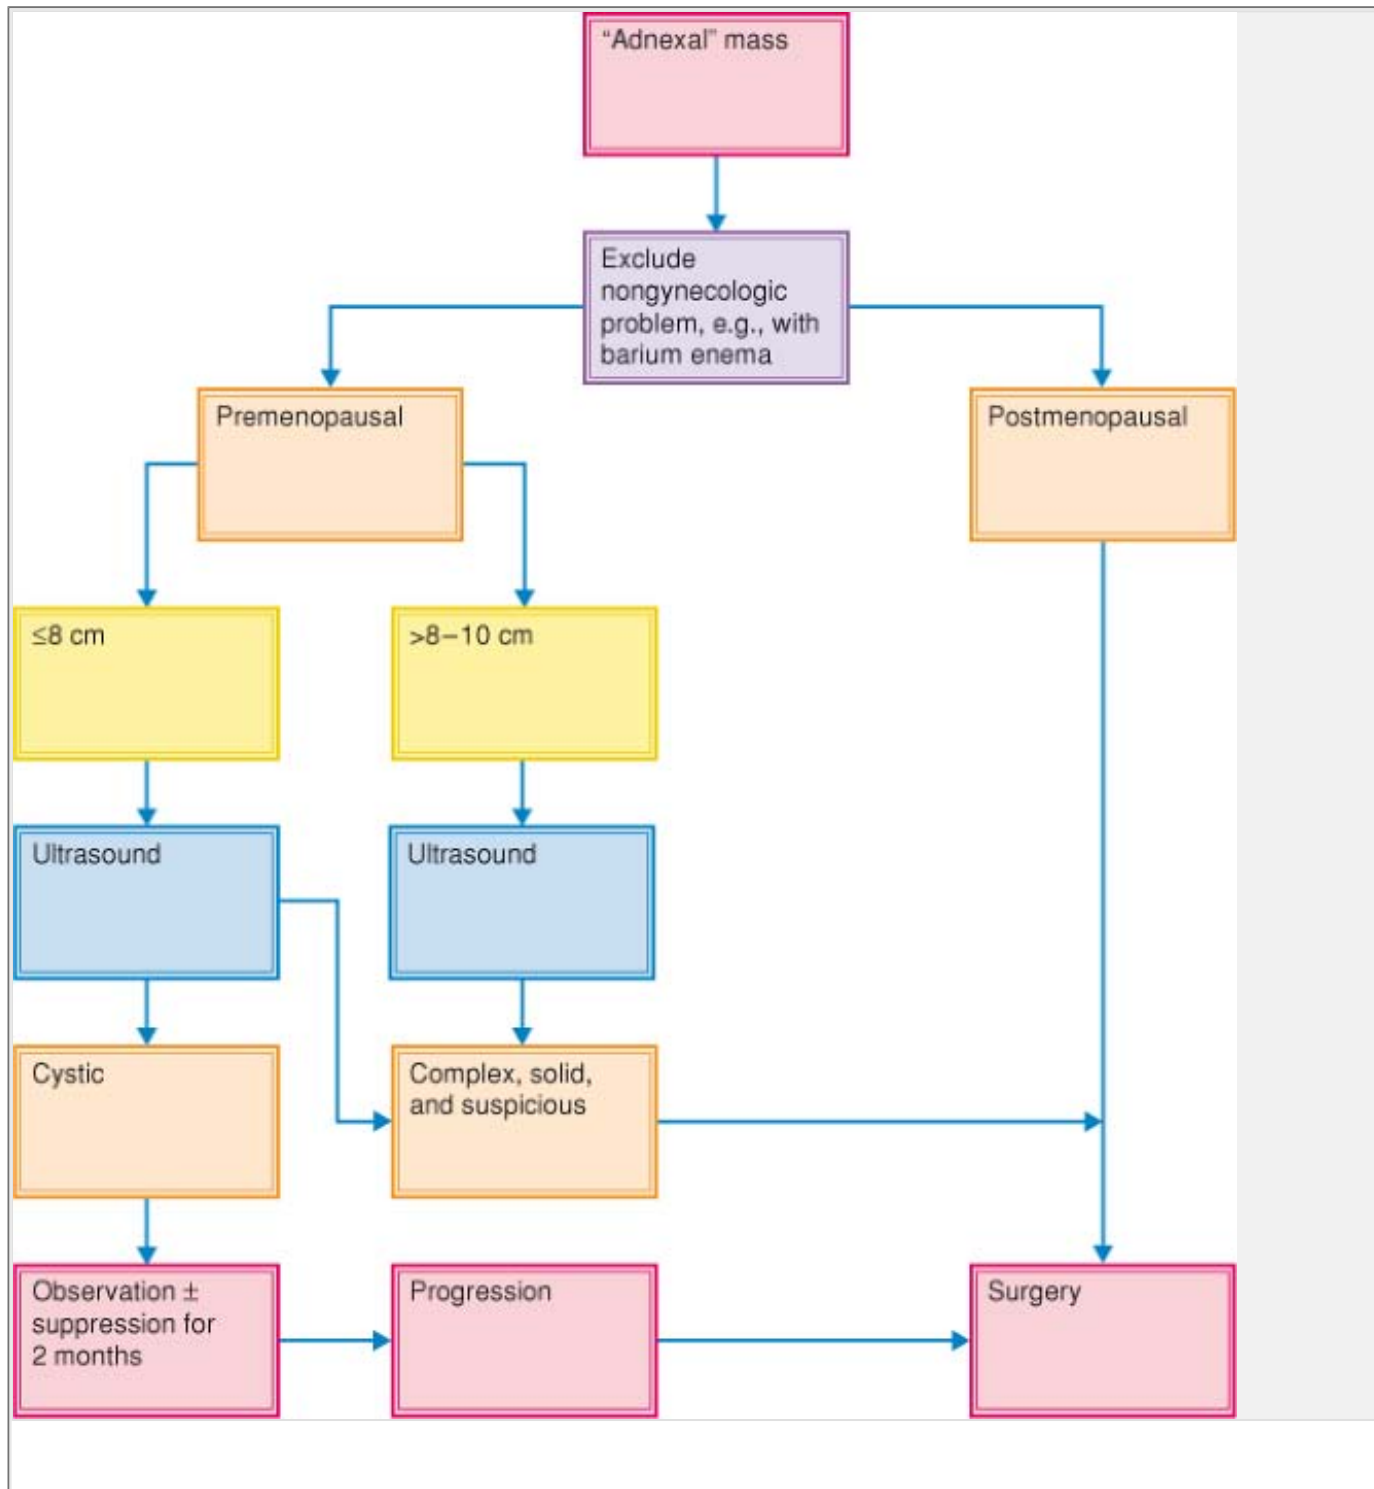 “Adnexal” mass
Exclude
nongynecologic
problem, e.g., with
barium enema
Premenopausal
Postmenopausal
≤8 cm
>8–10 cm
Ultrasound
Ultrasound
Cystic
Complex, solid,
and suspicious
Observation ±
suppression for
2 months
Progression
Surgery